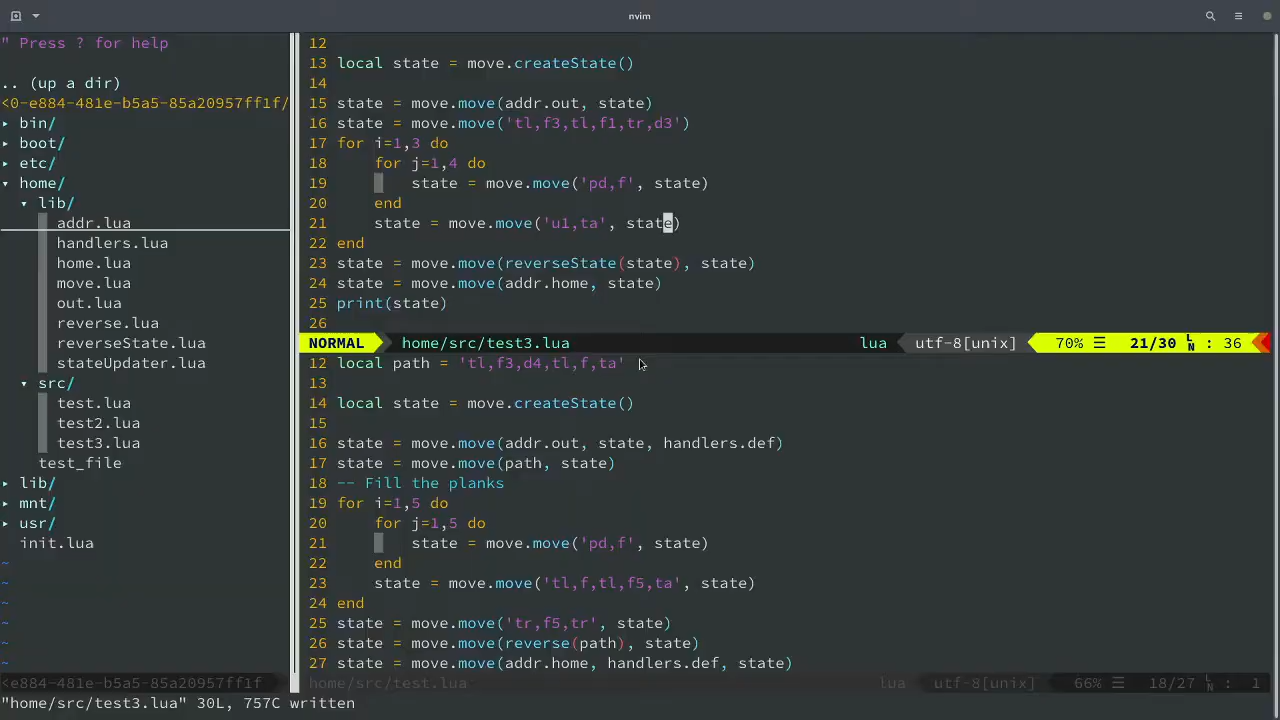 nvim
" Press ? for help
.. (up a dir)
<0-e884-481e-b5a5-85a20957ff1f/
▸ bin/
▸ boot/
▸ etc/
▾ home/
▾ lib/
addr.lua
handlers.lua
home.lua
move.lua
out.lua
reverse.lua
reverseState.lua
stateUpdater.lua
▾ src/
test.lua
test2.lua
test3.lua
test_file
▸ lib/
▸ mnt/
▸ usr/
init.lua
~
~
~
~
~
~
<e884-481e-b5a5-85a20957ff1f
12
13 local state = move.createState()
14
15 state = move.move(addr.out, state)
16 state = move.move('tl,f3,tl,f1,tr,d3')
17 for i=1,3 do
18 for j=1,4 do
19 state = move.move('pd,f', state)
20 end
21 state = move.move('u1,ta', state)
22 end
23 state = move.move(reverseState(state), state)
24 state = move.move(addr.home, state)
25 print(state)
26
NORMAL home/src/test3.lua lua utf-8[unix] 70% ☰ 21/30 LN : 36
12 local path = 'tl,f3,d4,tl,f,ta'
13
14 local state = move.createState()
15
16 state = move.move(addr.out, state, handlers.def)
17 state = move.move(path, state)
18 -- Fill the planks
19 for i=1,5 do
20 for j=1,5 do
21 state = move.move('pd,f', state)
22 end
23 state = move.move('tl,f,tl,f5,ta', state)
24 end
25 state = move.move('tr,f5,tr', state)
26 state = move.move(reverse(path), state)
27 state = move.move(addr.home, handlers.def, state)
home/src/test.lua lua utf-8[unix] 66% ☰ 18/27 LN : 1
"home/src/test3.lua" 30L, 757C written